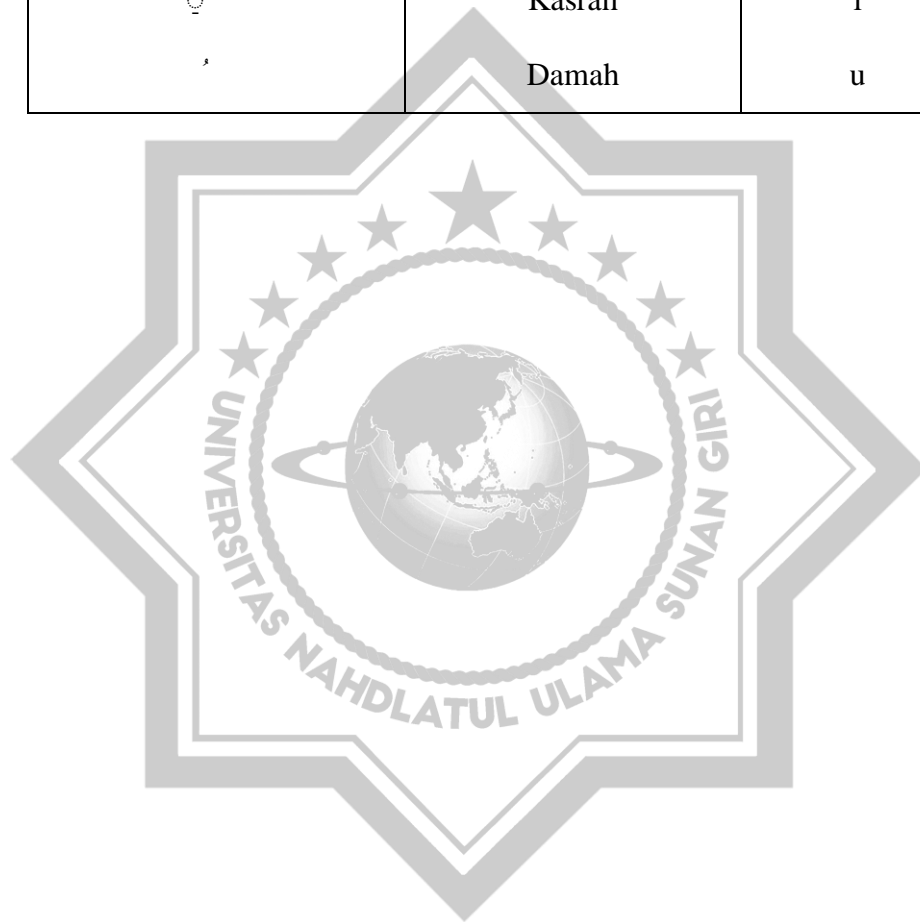 ِ Kasrah i
ُ Damah u
UNIVERSITAS NAHDLATUL ULAMA SUNAN GIRI